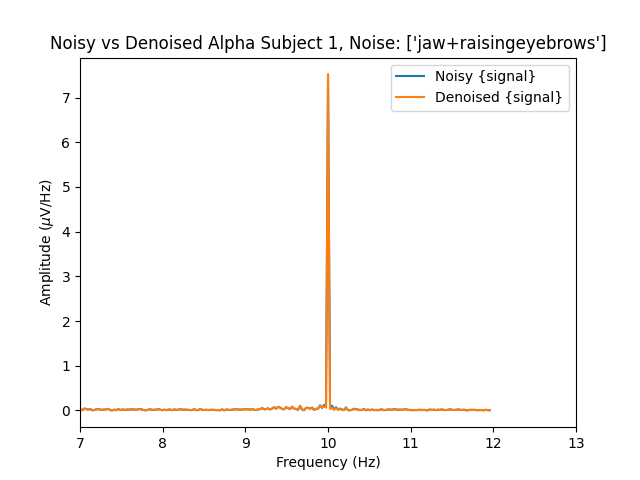 Noisy vs Denoised Alpha Subject 1, Noise: ['jaw+raisingeyebrows']
Noisy {signal}
Denoised {signal}
Amplitude (μV/Hz)
7
6
5
4
3
2
1
0
7 8 9 10 11 12 13
Frequency (Hz)